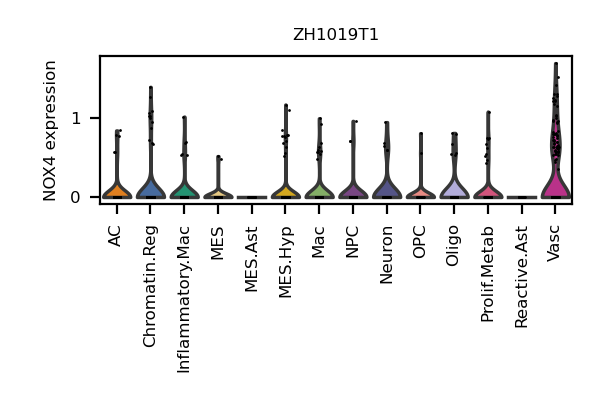 ZH1019T1
NOX4 expression
1
0
AC
Chromatin.Reg
Inflammatory.Mac
MES
MES.Ast
MES.Hyp
Mac
NPC
Neuron
OPC
Oligo
Prolif.Metab
Reactive.Ast
Vasc